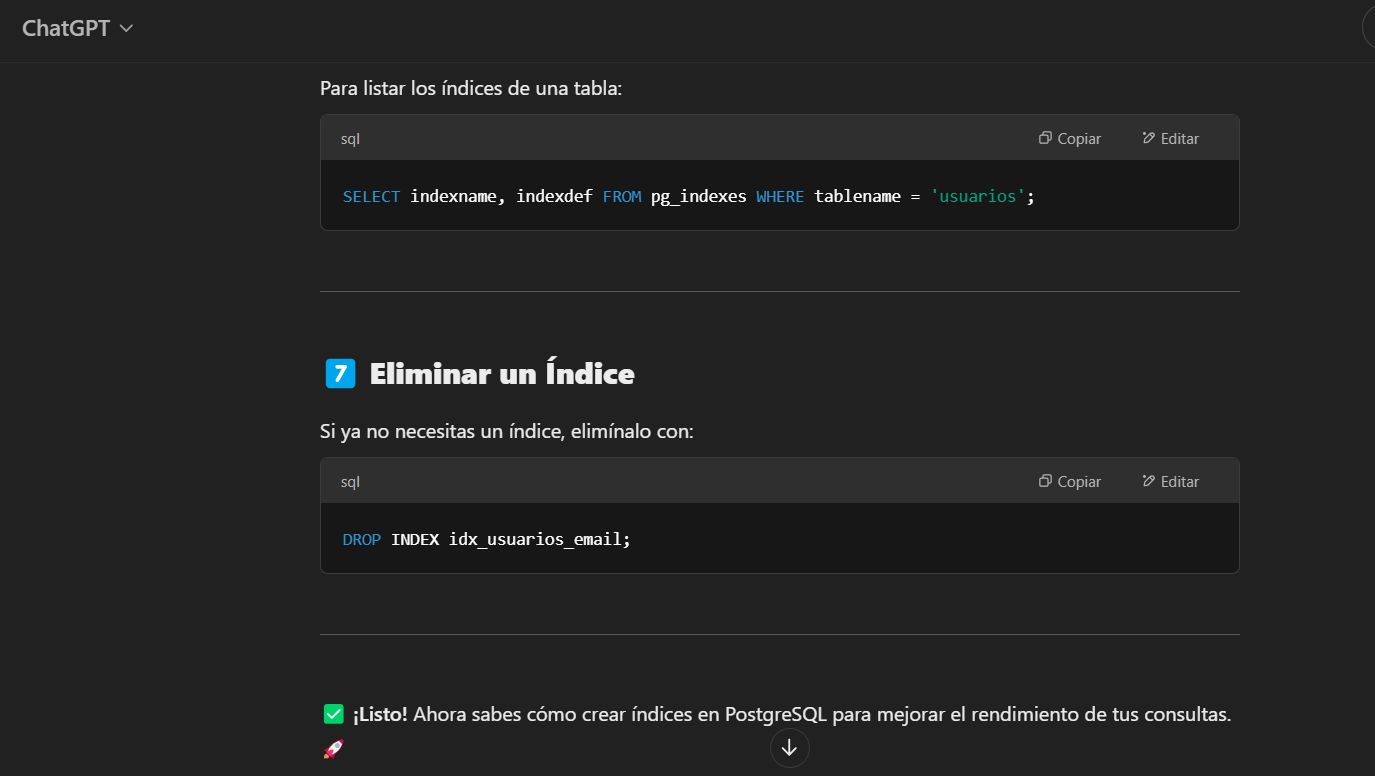 ChatGPT
Para listar los índices de una tabla:
sql
Copiar
Editar
SELECT indexname, indexdef FROM pg_indexes WHERE tablename = 'usuarios';
7 Eliminar un Índice
Si ya no necesitas un índice, elimínalo con:
sql
Copiar
Editar
DROP INDEX idx_usuarios_email;
✅ ¡Listo! Ahora sabes cómo crear índices en PostgreSQL para mejorar el rendimiento de tus consultas.
🚀